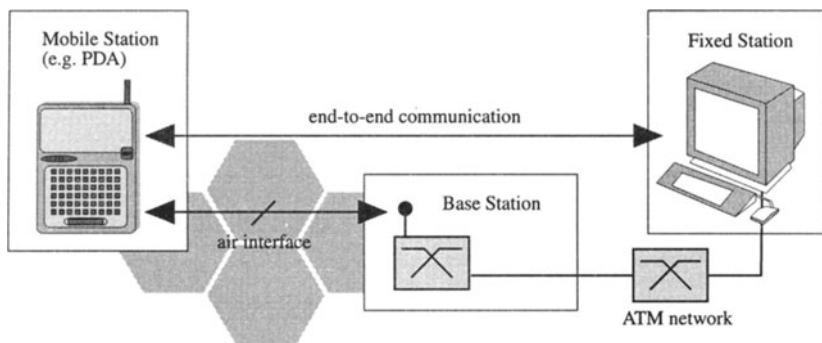 Mobile Station
(e.g. PDA)
Fixed Station
end-to-end communication
Base Station
air interface
ATM network